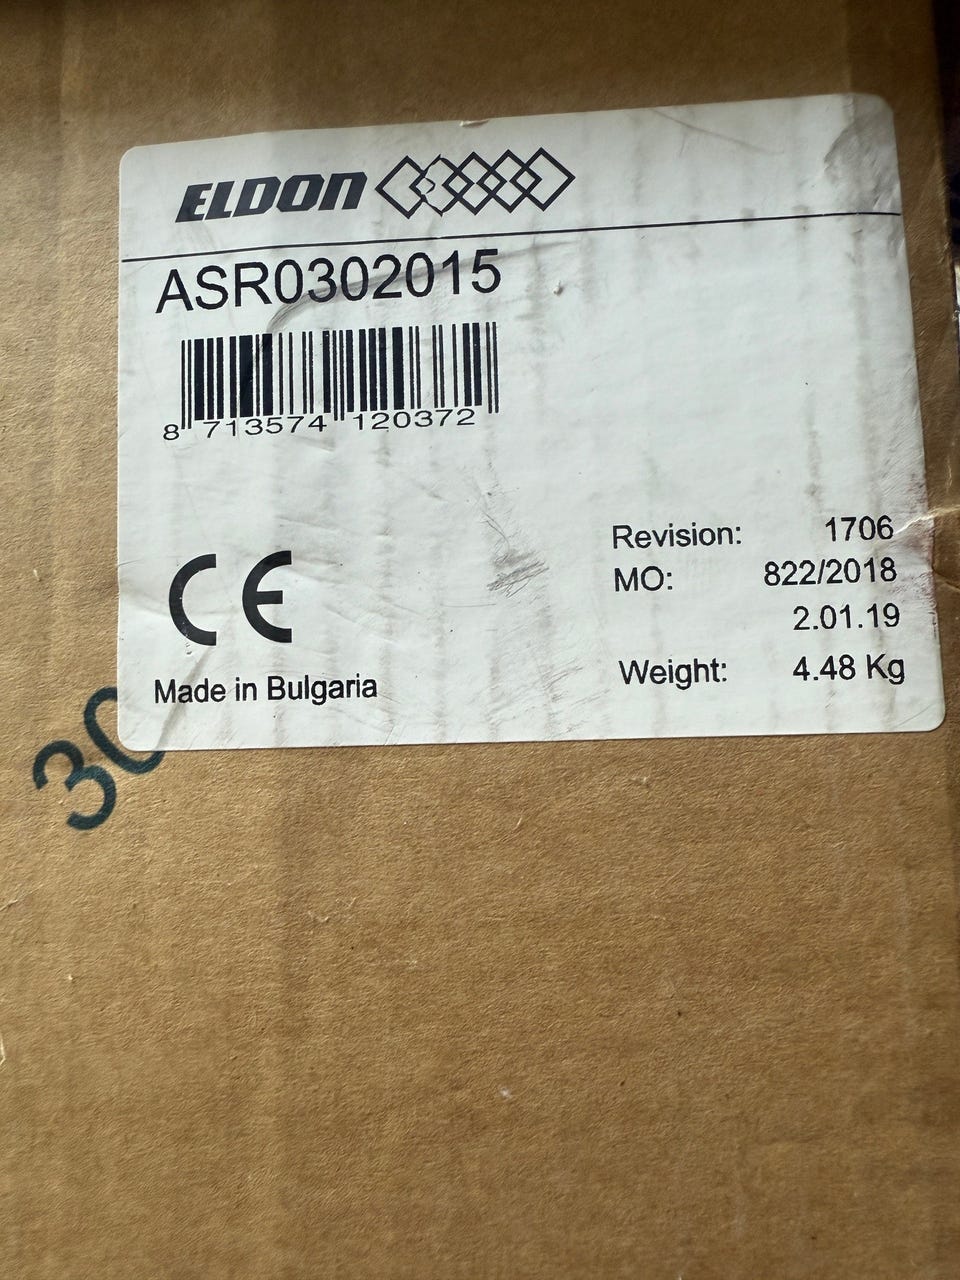 ELDON
ASR0302015
8 713574 120372
Revision: 1706
MO: 822/2018
2.01.19
CE
Weight: 4.48 Kg
Made in Bulgaria
30